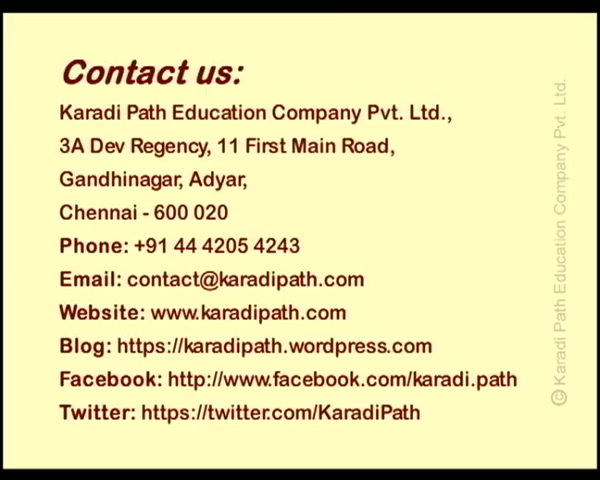 Contact us:
Karadi Path Education Company Pvt. Ltd.,
3A Dev Regency, 11 First Main Road,
Gandhinagar, Adyar,
Chennai - 600 020
Phone: +91 44 4205 4243
Email: contact@karadipath.com
Website: www.karadipath.com
Blog: https://karadipath.wordpress.com
Facebook: http://www.facebook.com/karadi.path
Twitter: https://twitter.com/KaradiPath
© Karadi Path Education Company Pvt. Ltd.